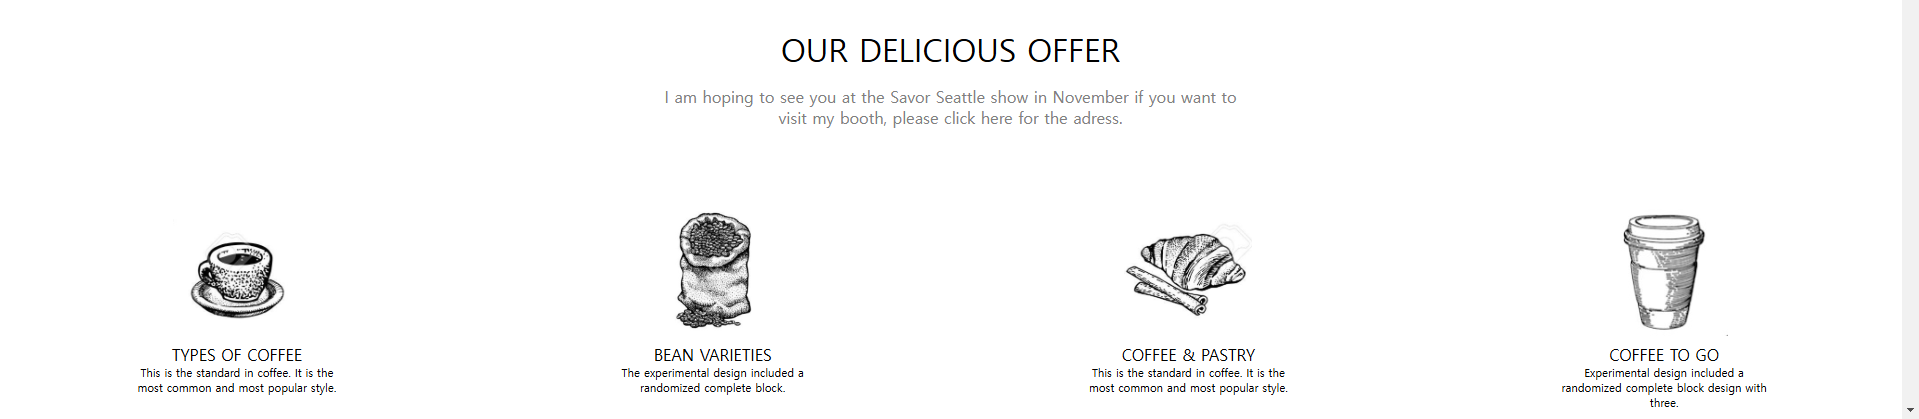 OUR DELICIOUS OFFER
I am hoping to see you at the Savor Seattle show in November if you want to
visit my booth, please click here for the adress.
TYPES OF COFFEE
This is the standard in coffee. It is the
most common and most popular style.
BEAN VARIETIES
The experimental design included a
randomized complete block.
COFFEE & PASTRY
This is the standard in coffee. It is the
most common and most popular style.
COFFEE TO GO
Experimental design included a
randomized complete block design with
three.